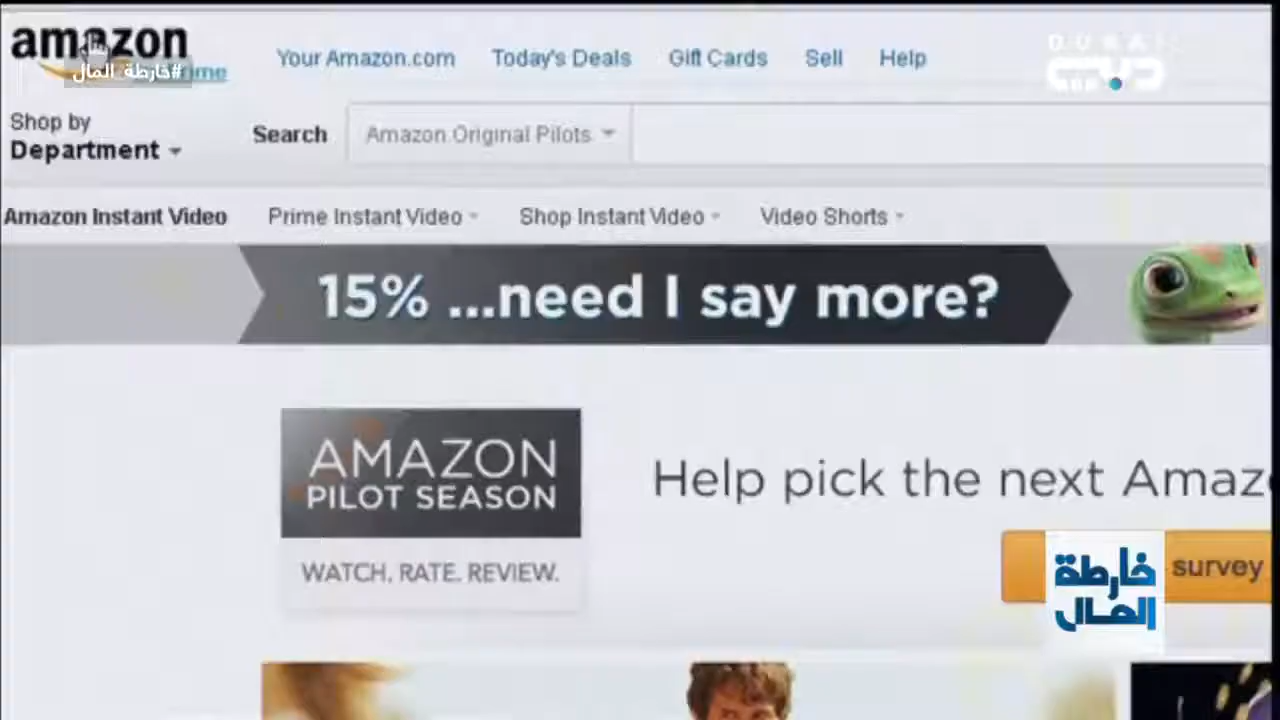 amazon
#خارطة_المال
Your Amazon.com Today's Deals Gift Cards Sell Help
DUBAI
دبي
Shop by
Department
Search Amazon Original Pilots
Amazon Instant Video Prime Instant Video Shop Instant Video Video Shorts
15% ...need I say more?
AMAZON
PILOT SEASON
Help pick the next Amaz
WATCH. RATE. REVIEW.
survey
خارطة
المال